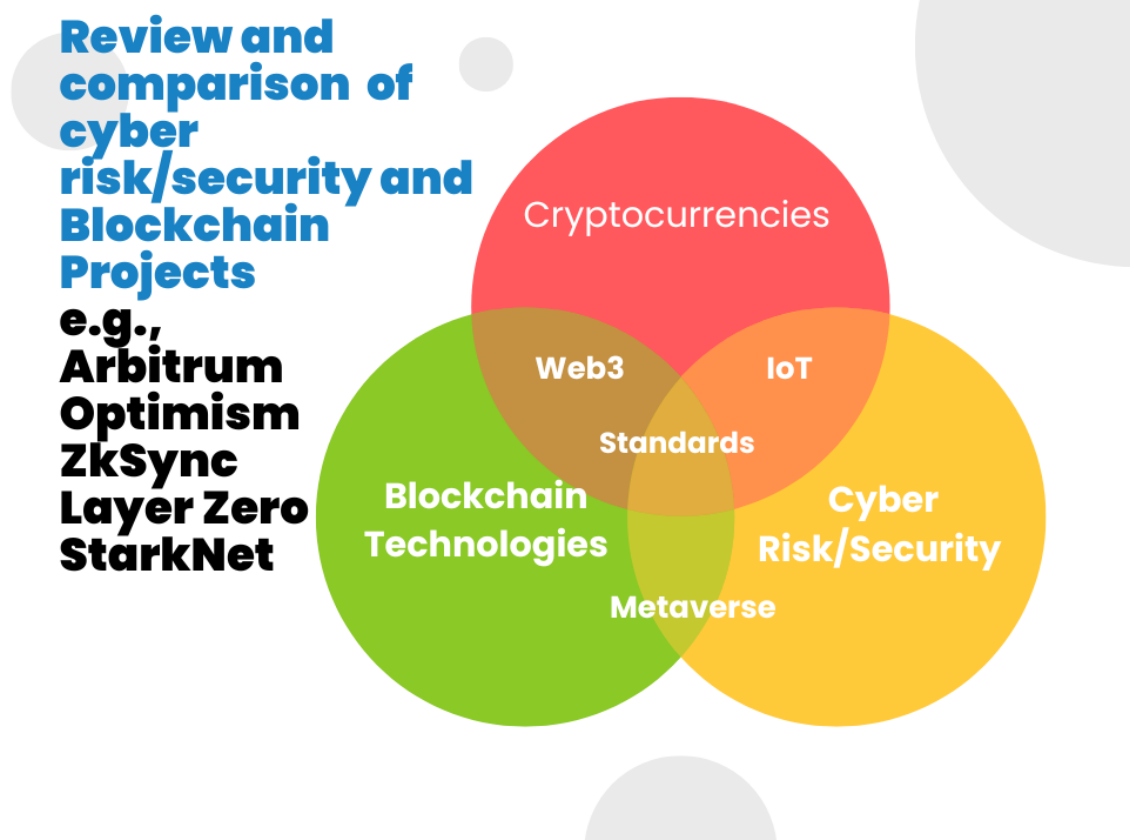 Review and
comparison of
cyber
risk/security and
Blockchain
Projects
e.g.,
Arbitrum
Optimism
ZkSync
Layer Zero
StarkNet
Cryptocurrencies
Web3
IoT
Standards
Blockchain
Technologies
Cyber
Risk/Security
Metaverse